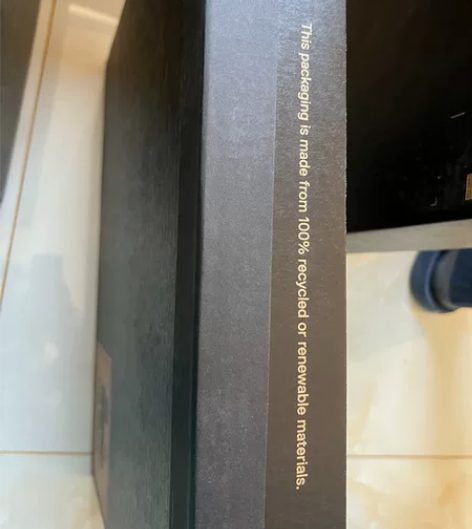 This packaging is made from 100% recycled or renewable materials.